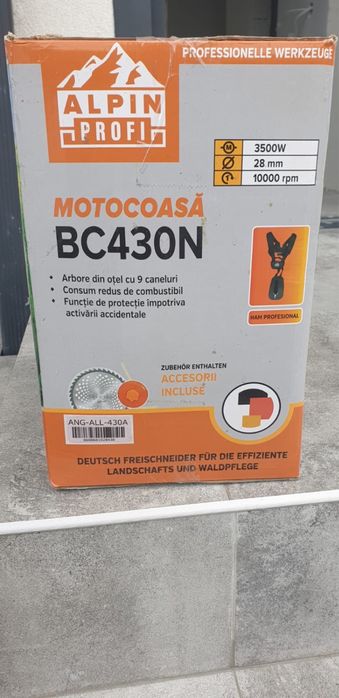 PROFESSIONELLE WERKZEUGE
ALPIN
PROFI
M 3500W
28 mm
10000 rpm
MOTOCOASĂ
BC430N
• Arbore din oțel cu 9 caneluri
• Consum redus de combustibil
• Funcție de protecție împotriva
activării accidentale
HAM PROFESIONAL
ZUBEHÖR ENTHALTEN
ACCESORII
INCLUSE
ANG-ALL-430A
DEUTSCH FREISCHNEIDER FÜR DIE EFFIZIENTE
LANDSCHAFTS UND WALDPFLEGE